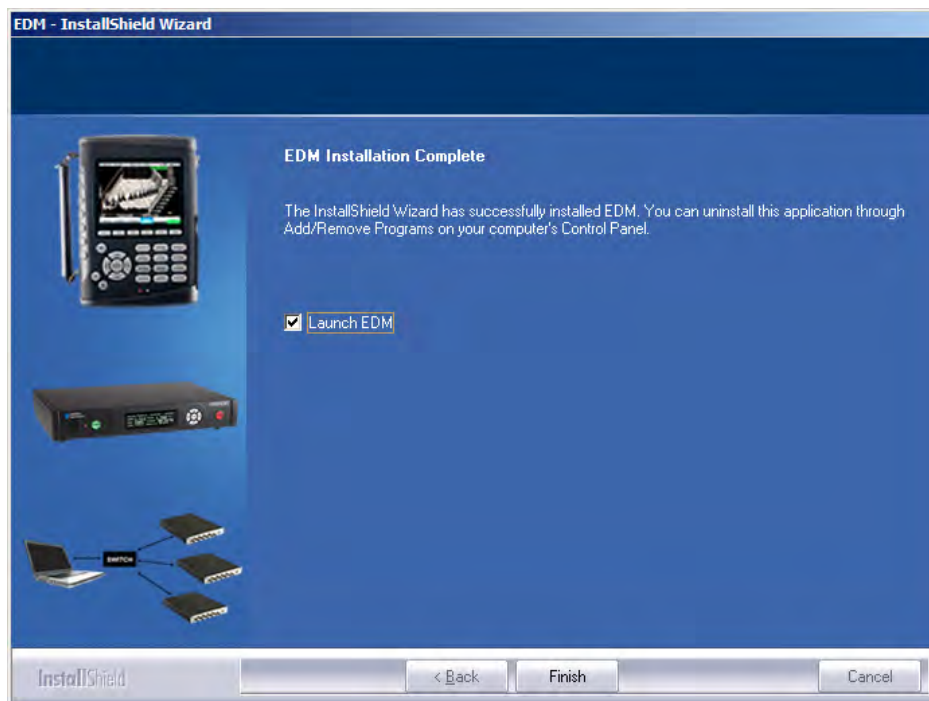 EDM - InstallShield Wizard
EDM Installation Complete
The InstallShield Wizard has successfully installed EDM. You can uninstall this application through
Add/Remove Programs on your computer's Control Panel.
Launch EDM
SWITCH
InstallShield
< Back
Finish
Cancel